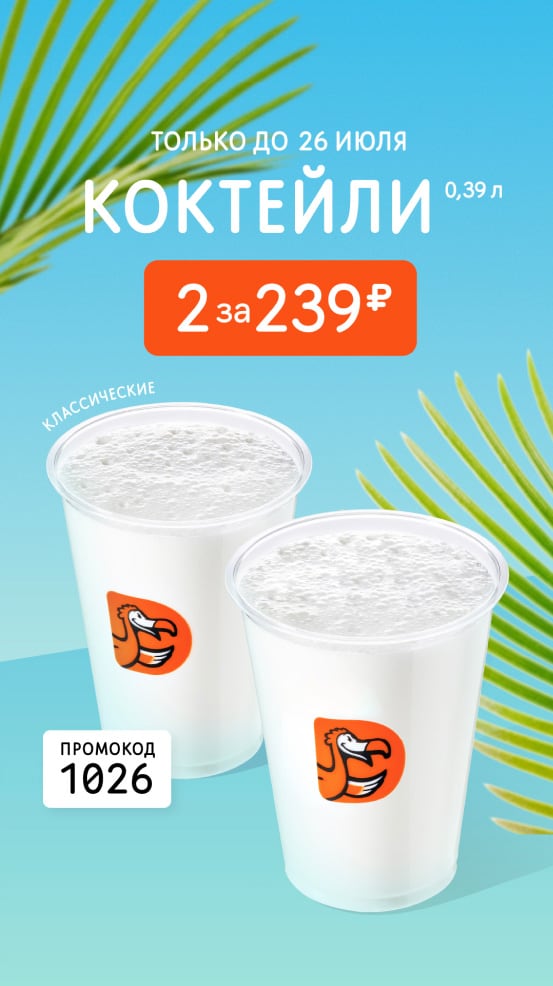 ТОЛЬКО ДО 26 ИЮЛЯ
КОКТЕЙЛИ 0,39 л
2 за 239 ₽
КЛАССИЧЕСКИЕ
ПРОМОКОД
1026